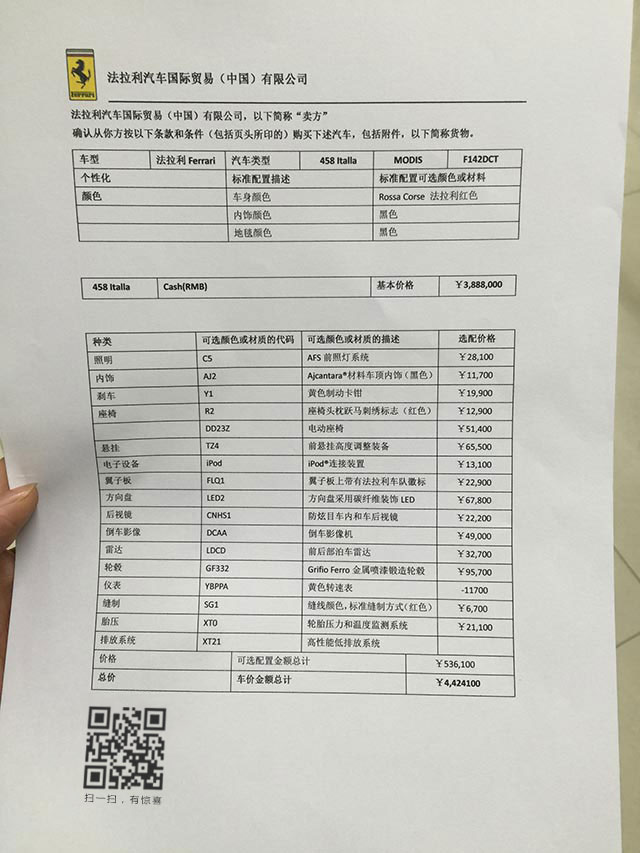 Ferrari
法拉利汽车国际贸易（中国）有限公司
法拉利汽车国际贸易（中国）有限公司，以下简称“卖方”
确认从你方按以下条款和条件（包括页头所印的）购买下述汽车，包括附件，以下简称货物。
车型 法拉利 Ferrari 汽车类型 458 Italla MODIS F142DCT
个性化 标准配置描述 标准配置可选颜色或材料
颜色 车身颜色 Rossa Corse 法拉利红色
内饰颜色 黑色
地毯颜色 黑色
458 Italla Cash(RMB) 基本价格 ￥3,888,000
种类 可选颜色或材质的代码 可选颜色或材质的描述 选配价格
照明 C5 AFS 前照灯系统 ￥28,100
内饰 AJ2 Ajcantara®材料车顶内饰（黑色） ￥11,700
刹车 Y1 黄色制动卡钳 ￥19,900
座椅 R2 座椅头枕跃马刺绣标志（红色） ￥12,900
DD23Z 电动座椅 ￥51,400
悬挂 TZ4 前悬挂高度调整装备 ￥65,500
电子设备 iPod iPod®连接装置 ￥13,100
翼子板 FLQ1 翼子板上带有法拉利车队徽标 ￥22,900
方向盘 LED2 方向盘采用碳纤维装饰 LED ￥67,800
后视镜 CNHS1 防炫目车内和车后视镜 ￥22,200
倒车影像 DCAA 倒车影像机 ￥49,000
雷达 LDCD 前后部泊车雷达 ￥32,700
轮毂 GF332 Grifio Ferro 金属喷漆锻造轮毂 ￥95,700
仪表 YBPPA 黄色转速表 -11700
缝制 SG1 缝线颜色，标准缝制方式（红色） ￥6,700
胎压 XT0 轮胎压力和温度监测系统 ￥21,100
排放系统 XT21 高性能低排放系统
价格 可选配置金额总计 ￥536,100
总价 车价金额总计 ￥4,424100
扫一扫，有惊喜